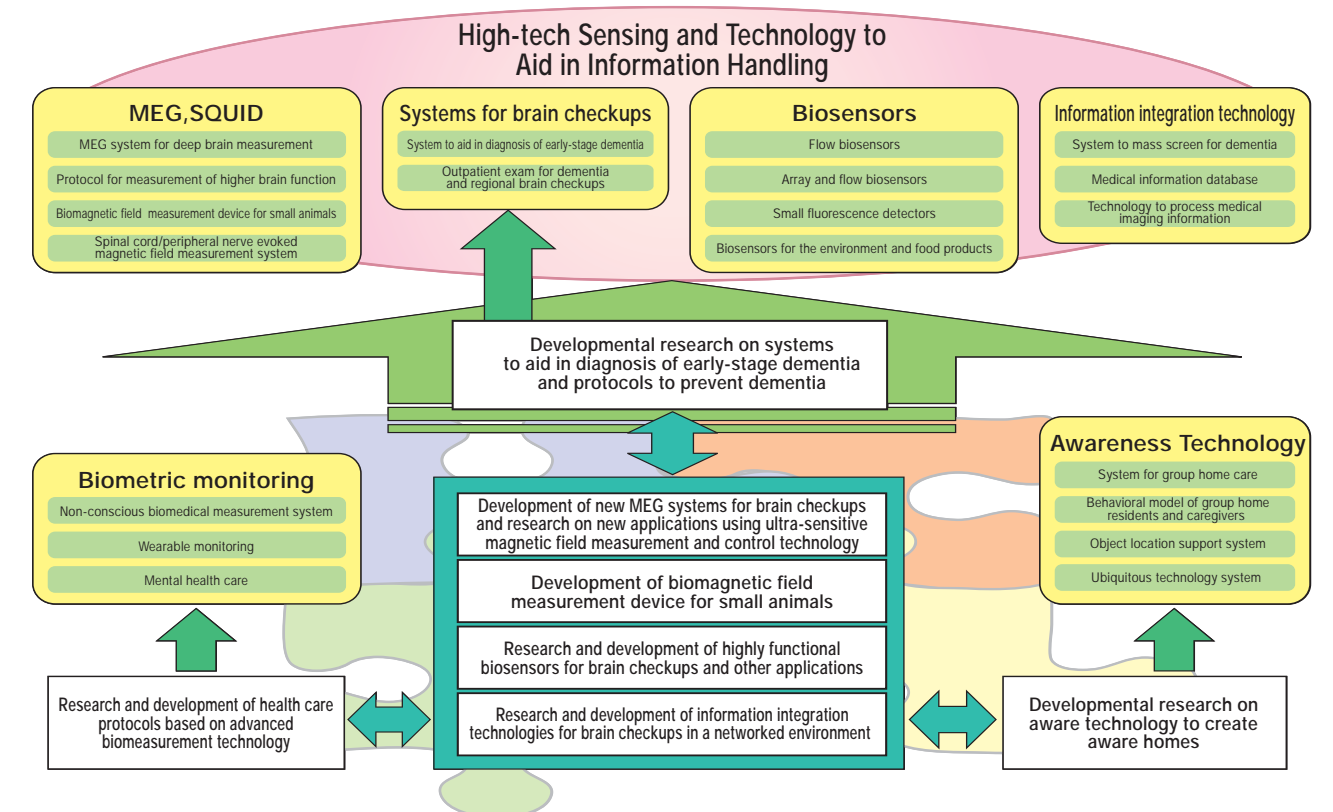 High-tech Sensing and Technology to
Aid in Information Handling
MEG,SQUID
MEG system for deep brain measurement
Protocol for measurement of higher brain function
Biomagnetic field measurement device for small animals
Spinal cord/peripheral nerve evoked
magnetic field measurement system
Systems for brain checkups
System to aid in diagnosis of early-stage dementia
Outpatient exam for dementia
and regional brain checkups
Biosensors
Flow biosensors
Array and flow biosensors
Small fluorescence detectors
Biosensors for the environment and food products
Information integration technology
System to mass screen for dementia
Medical information database
Technology to process medical
imaging information
Developmental research on systems
to aid in diagnosis of early-stage dementia
and protocols to prevent dementia
Biometric monitoring
Non-conscious biomedical measurement system
Wearable monitoring
Mental health care
Awareness Technology
System for group home care
Behavioral model of group home
residents and caregivers
Object location support system
Ubiquitous technology system
Development of new MEG systems for brain checkups
and research on new applications using ultra-sensitive
magnetic field measurement and control technology
Development of biomagnetic field
measurement device for small animals
Research and development of highly functional
biosensors for brain checkups and other applications
Research and development of information integration
technologies for brain checkups in a networked environment
Research and development of health care
protocols based on advanced
biomeasurement technology
Developmental research on
aware technology to create
aware homes